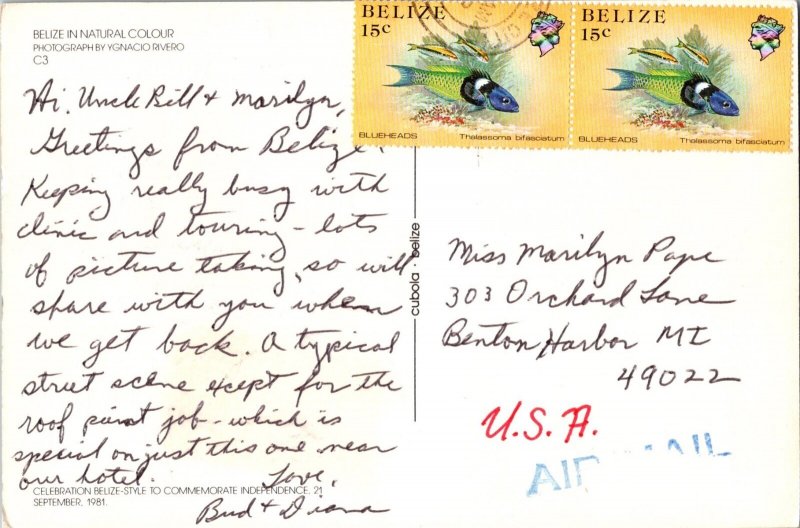 BELIZE IN NATURAL COLOUR
PHOTOGRAPH BY YGNACIO RIVERO
C3
Hi, Uncle Bill + Marilyn,
Greetings from Belize.
Keeping really busy with
clinic and touring - lots
of picture taking, so will
share with you when
we get back. A typical
street scene except for the
roof paint job - which is
special on just this one near
our hotel.
Love,
Bud + Diana
CELEBRATION BELIZE-STYLE TO COMMEMORATE INDEPENDENCE, 21
SEPTEMBER, 1981.
cubola belize
BELIZE
15c
BLUEHEADS Thalassoma bifasciatum
BELIZE
15c
BLUEHEADS Thalassoma bifasciatum
Miss Marilyn Pape
303 Orchard Lane
Benton Harbor MI
49022
U.S.A.
AIR MAIL